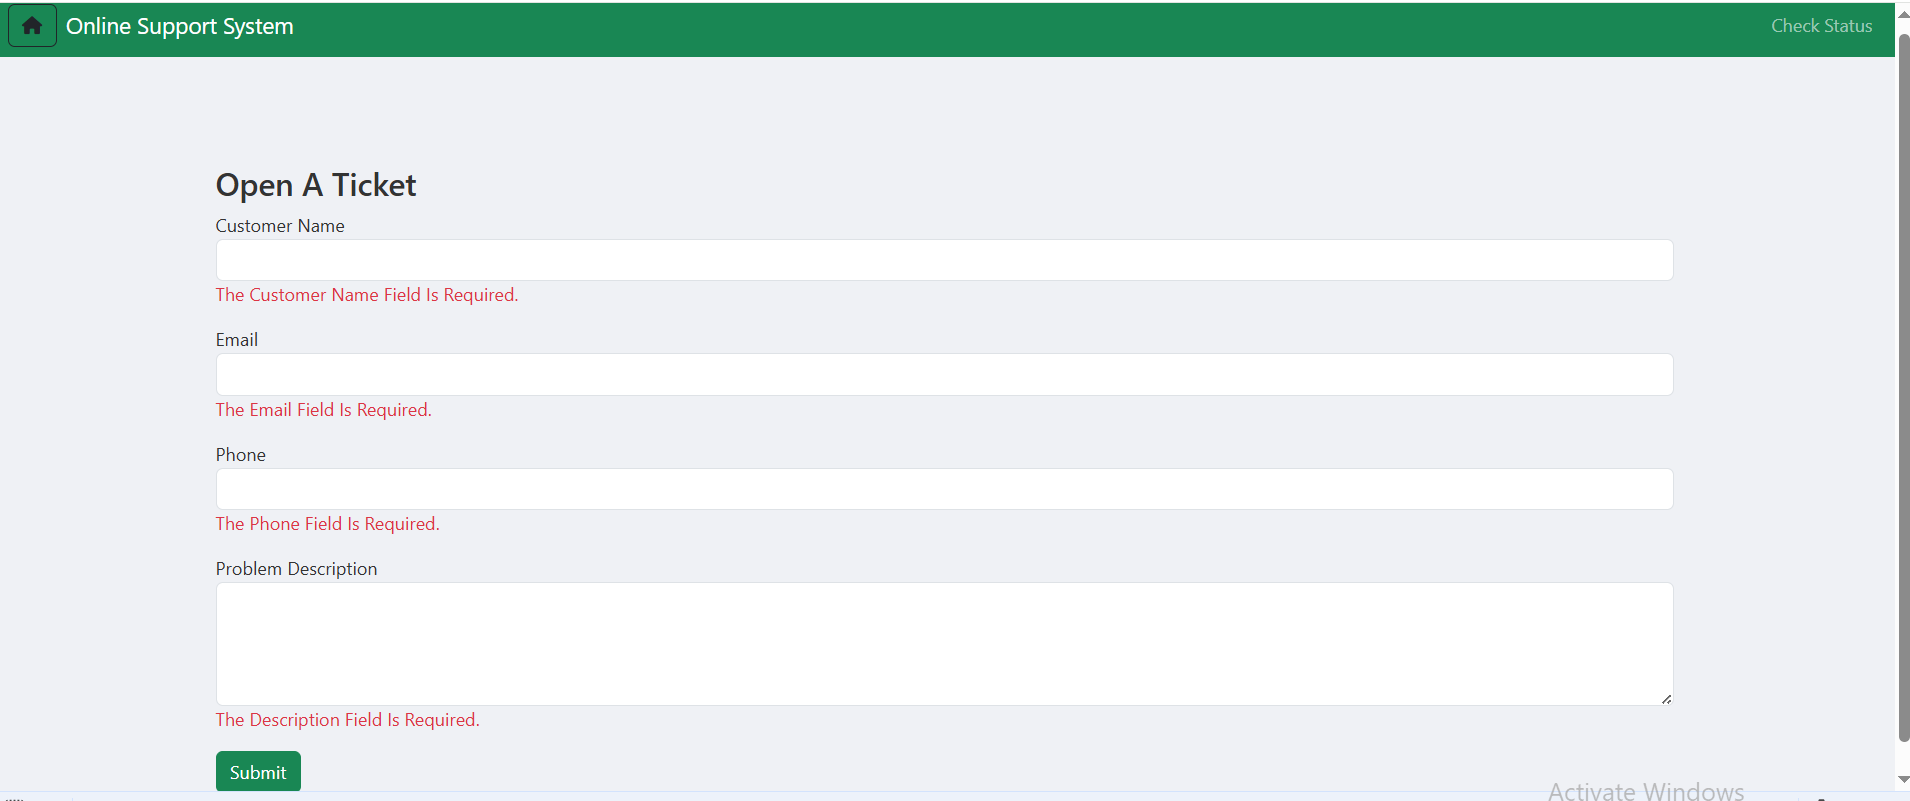 Online Support System
Check Status
Open A Ticket
Customer Name
The Customer Name Field Is Required.
Email
The Email Field Is Required.
Phone
The Phone Field Is Required.
Problem Description
The Description Field Is Required.
Submit
Activate Windows